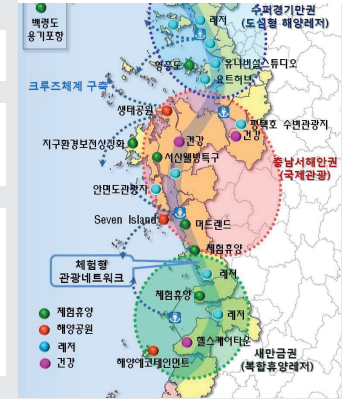 백령도
용기포항
수퍼경기만권
(도심형 해양레저)
레저
영종도
유니버설스튜디오
요트허브
크루즈체계 구축
생태공원
평택호 수변관광지
건강
건강
지구환경보전상징화
서산웰빙특구
충남서해안권
(국제관광)
안면도관광지
Seven Island
머드랜드
체험휴양
체험형
관광네트워크
레저
체험휴양
레저
헬스케어타운
새만금권
(복합휴양레저)
해양에코테인먼트
체험휴양
해양공원
레저
건강